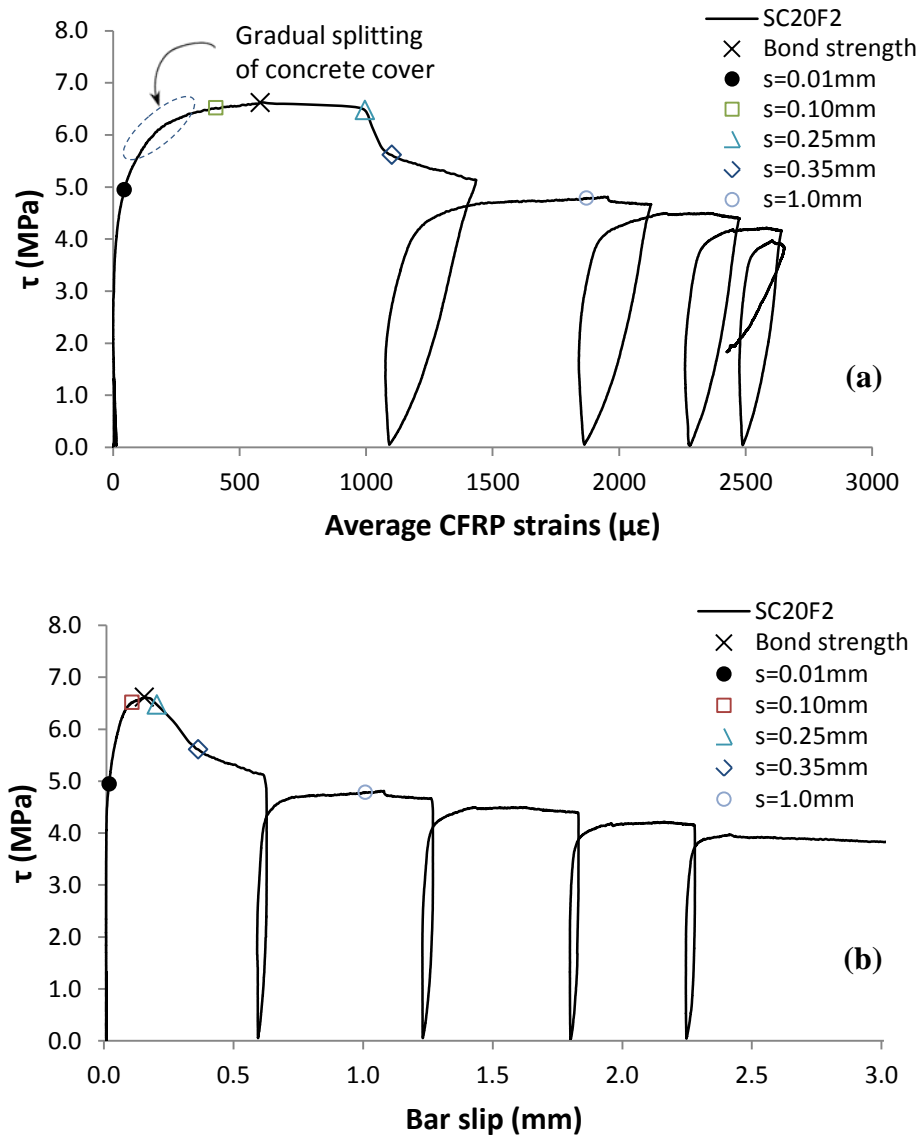 8.0
7.0
6.0
5.0
4.0
3.0
2.0
1.0
0.0
τ (MPa)
Gradual splitting
of concrete cover
SC20F2
Bond strength
s=0.01mm
s=0.10mm
s=0.25mm
s=0.35mm
s=1.0mm
(a)
0 500 1000 1500 2000 2500 3000
Average CFRP strains (με)
8.0
7.0
6.0
5.0
4.0
3.0
2.0
1.0
0.0
τ (MPa)
SC20F2
Bond strength
s=0.01mm
s=0.10mm
s=0.25mm
s=0.35mm
s=1.0mm
(b)
0.0 0.5 1.0 1.5 2.0 2.5 3.0
Bar slip (mm)